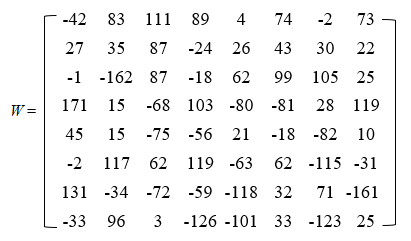 -42 83 111 89 4 74 -2 73
27 35 87 -24 26 43 30 22
-1 -162 87 -18 62 99 105 25
W = 171 15 -68 103 -80 -81 28 119
45 15 -75 -56 21 -18 -82 10
-2 117 62 119 -63 62 -115 -31
131 -34 -72 -59 -118 32 71 -161
-33 96 3 -126 -101 33 -123 25